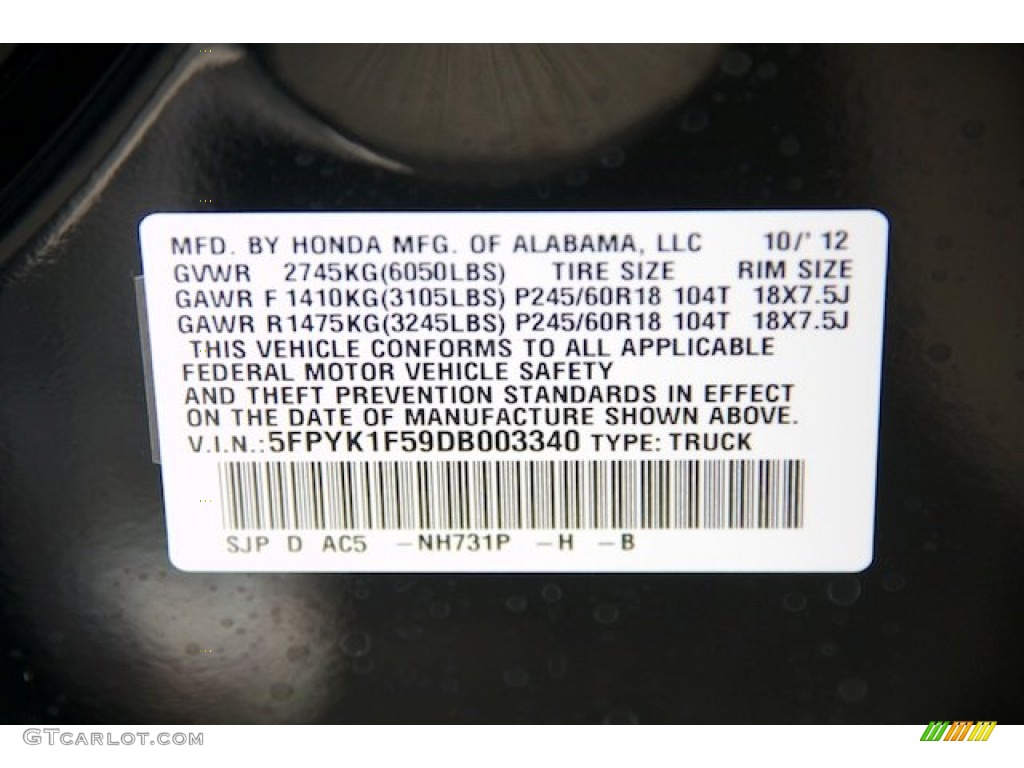 MFD. BY HONDA MFG. OF ALABAMA, LLC 10/'12
GVWR 2745KG(6050LBS) TIRE SIZE RIM SIZE
GAWR F 1410KG(3105LBS) P245/60R18 104T 18X7.5J
GAWR R1475KG(3245LBS) P245/60R18 104T 18X7.5J
THIS VEHICLE CONFORMS TO ALL APPLICABLE
FEDERAL MOTOR VEHICLE SAFETY
AND THEFT PREVENTION STANDARDS IN EFFECT
ON THE DATE OF MANUFACTURE SHOWN ABOVE.
V.I.N.:5FPYK1F59DB003340 TYPE: TRUCK
SJP D AC5 -NH731P -H -B
GTCARLOT.COM